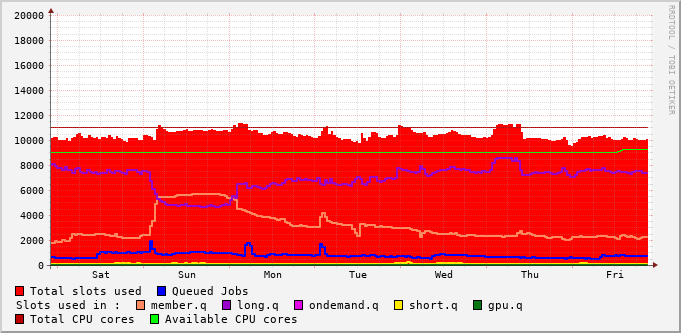 20000
18000
16000
14000
12000
10000
8000
6000
4000
2000
0
Sat Sun Mon Tue Wed Thu Fri
Total slots used Queued Jobs
Slots used in : member.q long.q ondemand.q short.q gpu.q
Total CPU cores Available CPU cores
RRDTOOL / TOBI OETIKER